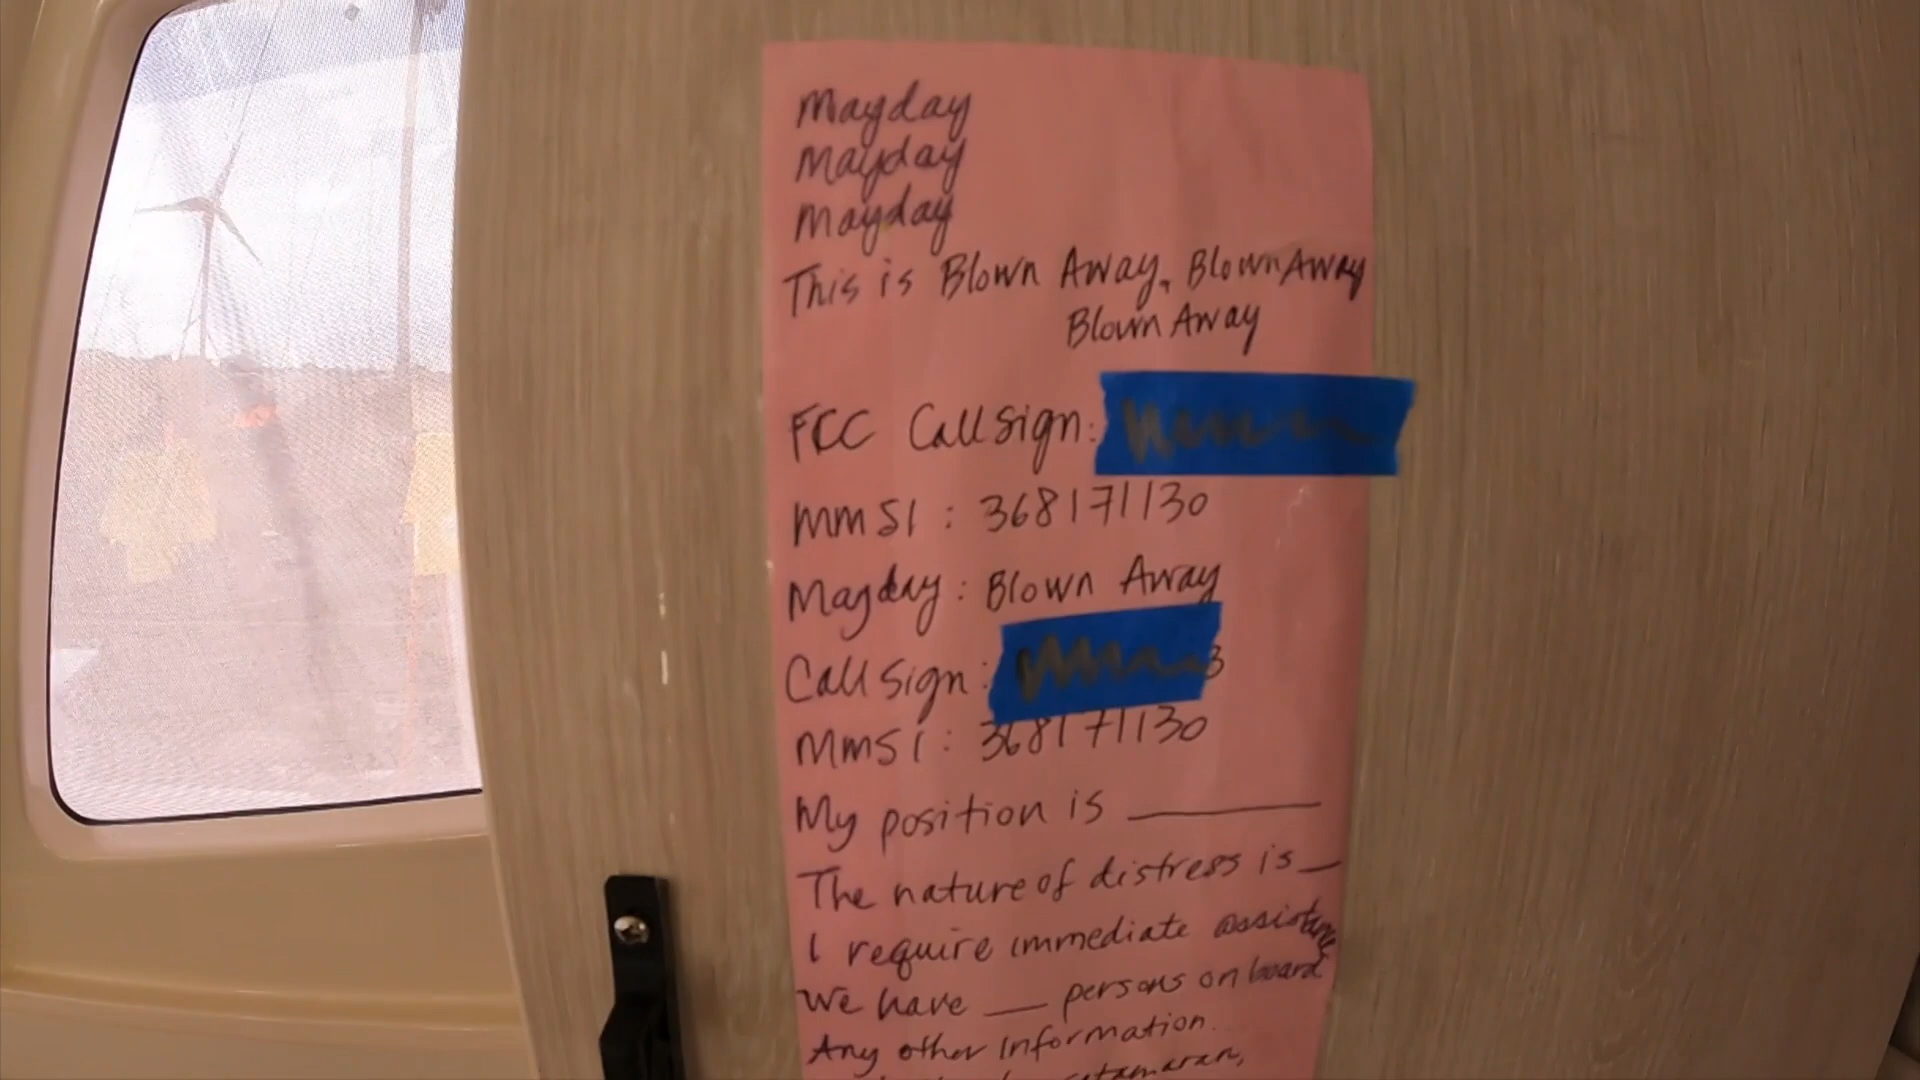 Mayday
Mayday
Mayday
This is Blown Away, Blown Away
Blown Away
FCC Call sign:
MMSI : 368171130
Mayday : Blown Away
Call sign : 3
MMSI : 368171130
My position is ______
The nature of distress is __
I require immediate assistance
We have __ persons on board
Any other Information
catamaran,